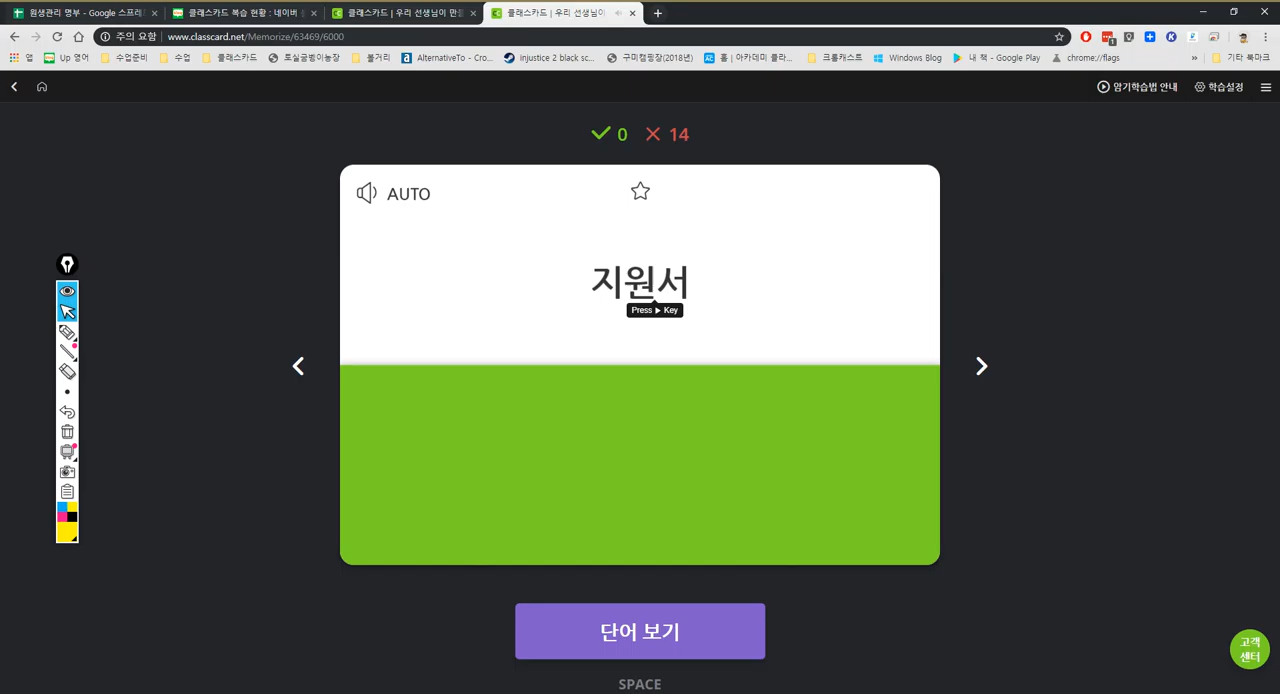 원생관리 명부 - Google 스프레
클래스카드 복습 현황 : 네이버
클래스카드 | 우리 선생님이 만든
클래스카드 | 우리 선생님이
주의 요함 www.classcard.net/Memorize/63469/6000
앱 Up 영어 수업준비 수업 클래스카드 토실공방이농장 볼거리 AlternativeTo - Cro... Injustice 2 black sc... 구미캠핑장(2018년) 홈 | 아카데미 클라... 크롬캐스트 Windows Blog 내 책 - Google Play chrome://flags » 기타 북마크
암기학습법 안내 학습설정
0 14
AUTO
지원서
Press ▶ Key
단어 보기
SPACE
고객
센터